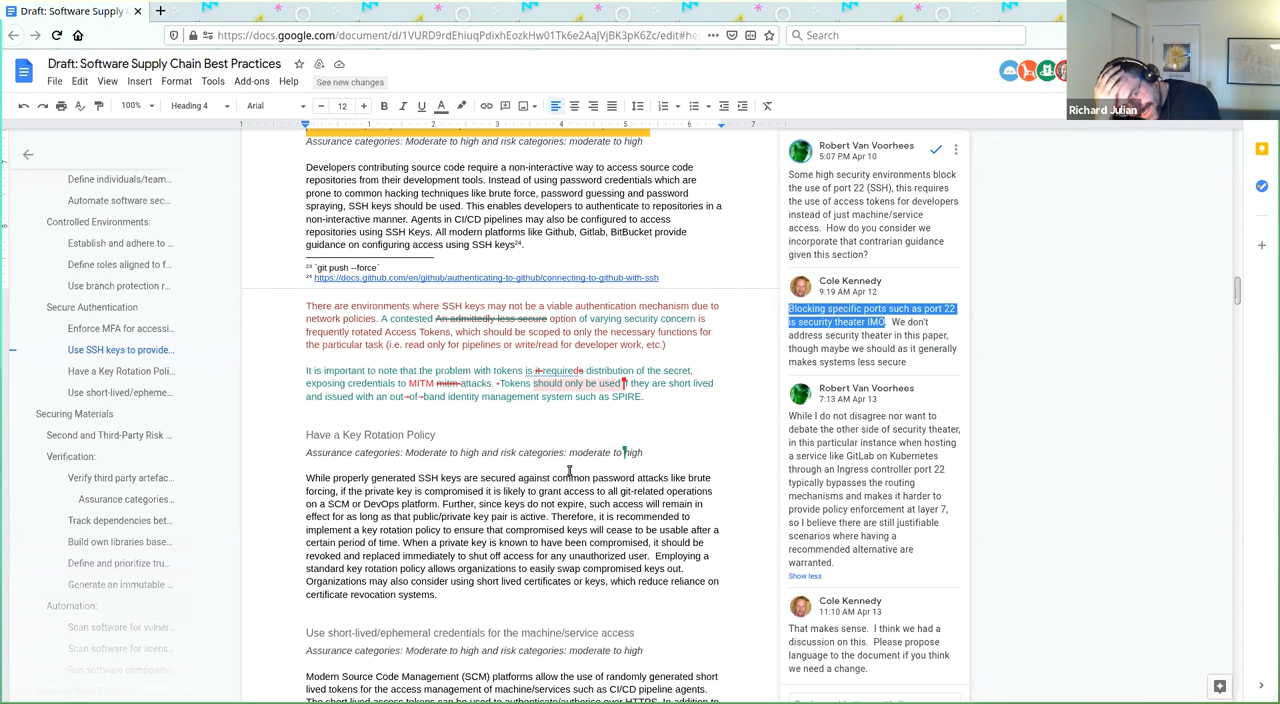 Draft: Software Supply C
https://docs.google.com/document/d/1VURD9rdEhiuqPdixhEozkHw01Tk6e2AaJVjBK3pK6Zc/edit#he
Search
Richard Julian
Draft: Software Supply Chain Best Practices
File Edit View Insert Format Tools Add-ons Help See new changes
100% Heading 4 Arial 12
1 1 2 3 4 5 6 7
Define individuals/team...
Automate software sec...
Controlled Environments:
Establish and adhere to ...
Define roles aligned to f...
Use branch protection r...
Secure Authentication
Enforce MFA for accessi...
Use SSH keys to provide...
Have a Key Rotation Poli...
Use short-lived/epheme...
Securing Materials
Second and Third-Party Risk ...
Verification:
Verify third party artefac...
Assurance categories...
Track dependencies bet...
Build own libraries base...
Define and prioritize tru...
Generate an immutable ...
Automation:
Scan software for vulner...
Scan software for licens...
Run software composi...
Assurance categories: Moderate to high and risk categories: moderate to high
Developers contributing source code require a non-interactive way to access source code
repositories from their development tools. Instead of using password credentials which are
prone to common hacking techniques like brute force, password guessing and password
spraying, SSH keys should be used. This enables developers to authenticate to repositories in a
non-interactive manner. Agents in CI/CD pipelines may also be configured to access
repositories using SSH Keys. All modern platforms like Github, Gitlab, BitBucket provide
guidance on configuring access using SSH keys24.
23 `git push --force`
24 https://docs.github.com/en/github/authenticating-to-github/connecting-to-github-with-ssh
There are environments where SSH keys may not be a viable authentication mechanism due to
network policies. A contested An admittedly less secure option of varying security concern is
frequently rotated Access Tokens, which should be scoped to only the necessary functions for
the particular task (i.e. read only for pipelines or write/read for developer work, etc.)
It is important to note that the problem with tokens is it requireds distribution of the secret,
exposing credentials to MITM mitm attacks. Tokens should only be used if they are short lived
and issued with an out-of-band identity management system such as SPIRE.
Have a Key Rotation Policy
Assurance categories: Moderate to high and risk categories: moderate to high
While properly generated SSH keys are secured against common password attacks like brute
forcing, if the private key is compromised it is likely to grant access to all git-related operations
on a SCM or DevOps platform. Further, since keys do not expire, such access will remain in
effect for as long as that public/private key pair is active. Therefore, it is recommended to
implement a key rotation policy to ensure that compromised keys will cease to be usable after a
certain period of time. When a private key is known to have been compromised, it should be
revoked and replaced immediately to shut off access for any unauthorized user. Employing a
standard key rotation policy allows organizations to easily swap compromised keys out.
Organizations may also consider using short lived certificates or keys, which reduce reliance on
certificate revocation systems.
Use short-lived/ephemeral credentials for the machine/service access
Assurance categories: Moderate to high and risk categories: moderate to high
Modern Source Code Management (SCM) platforms allow the use of randomly generated short
lived tokens for the access management of machine/services such as CI/CD pipeline agents.
The short lived access tokens can be used to authenticate/authorise over HTTPS. In addition to
Robert Van Voorhees
5:07 PM Apr 10
Some high security environments block
the use of port 22 (SSH), this requires
the use of access tokens for developers
instead of just machine/service
access. How do you consider we
incorporate that contrarian guidance
given this section?
Cole Kennedy
9:19 AM Apr 12
Blocking specific ports such as port 22
is security theater IMO. We don't
address security theater in this paper,
though maybe we should as it generally
makes systems less secure
Robert Van Voorhees
7:13 AM Apr 13
While I do not disagree nor want to
debate the other side of security theater,
in this particular instance when hosting
a service like GitLab on Kubernetes
through an Ingress controller port 22
typically bypasses the routing
mechanisms and makes it harder to
provide policy enforcement at layer 7,
so I believe there are still justifiable
scenarios where having a
recommended alternative are
warranted.
Show less
Cole Kennedy
11:10 AM Apr 13
That makes sense. I think we had a
discussion on this. Please propose
language to the document if you think
we need a change.